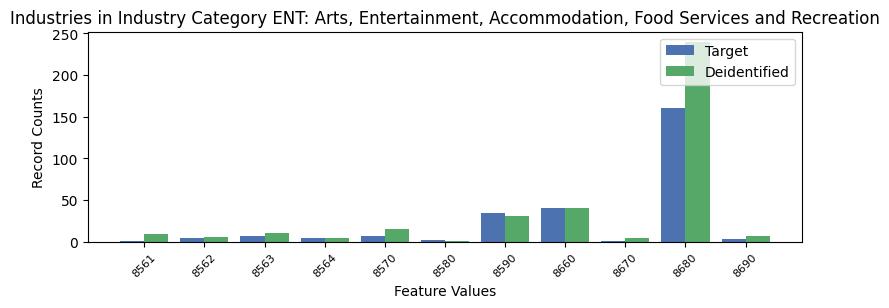 Industries in Industry Category ENT: Arts, Entertainment, Accommodation, Food Services and Recreation
250
200
150
100
50
0
Record Counts
Target
Deidentified
8561 8562 8563 8564 8570 8580 8590 8660 8670 8680 8690
Feature Values